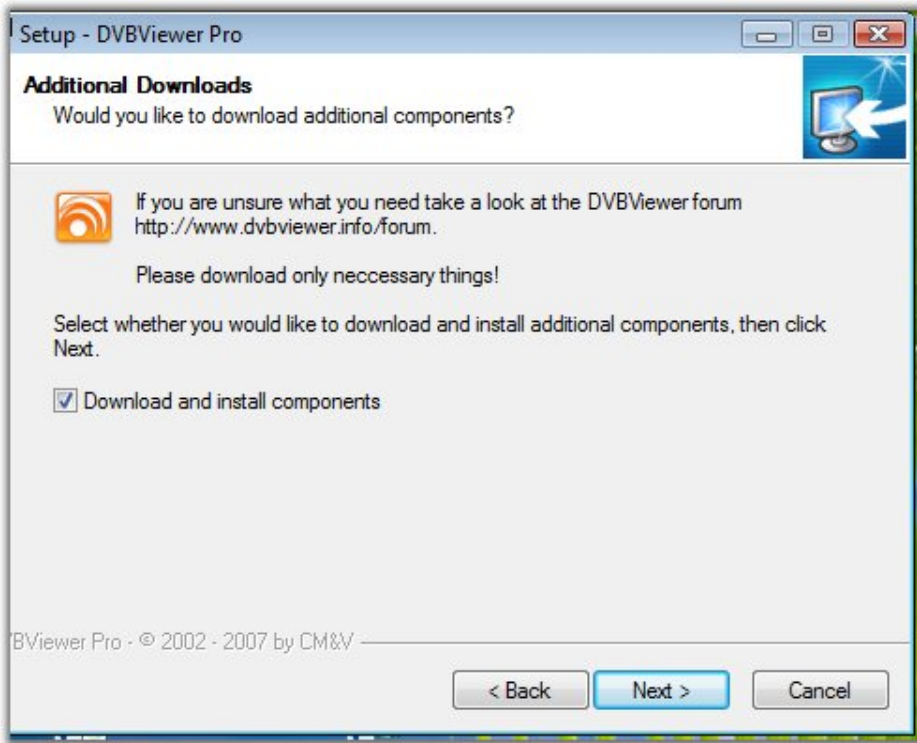 Setup - DVBViewer Pro
Additional Downloads
Would you like to download additional components?
If you are unsure what you need take a look at the DVBViewer forum
http://www.dvbviewer.info/forum.
Please download only neccessary things!
Select whether you would like to download and install additional components, then click
Next.
Download and install components
BViewer Pro - © 2002 - 2007 by CM&V
< Back
Next >
Cancel